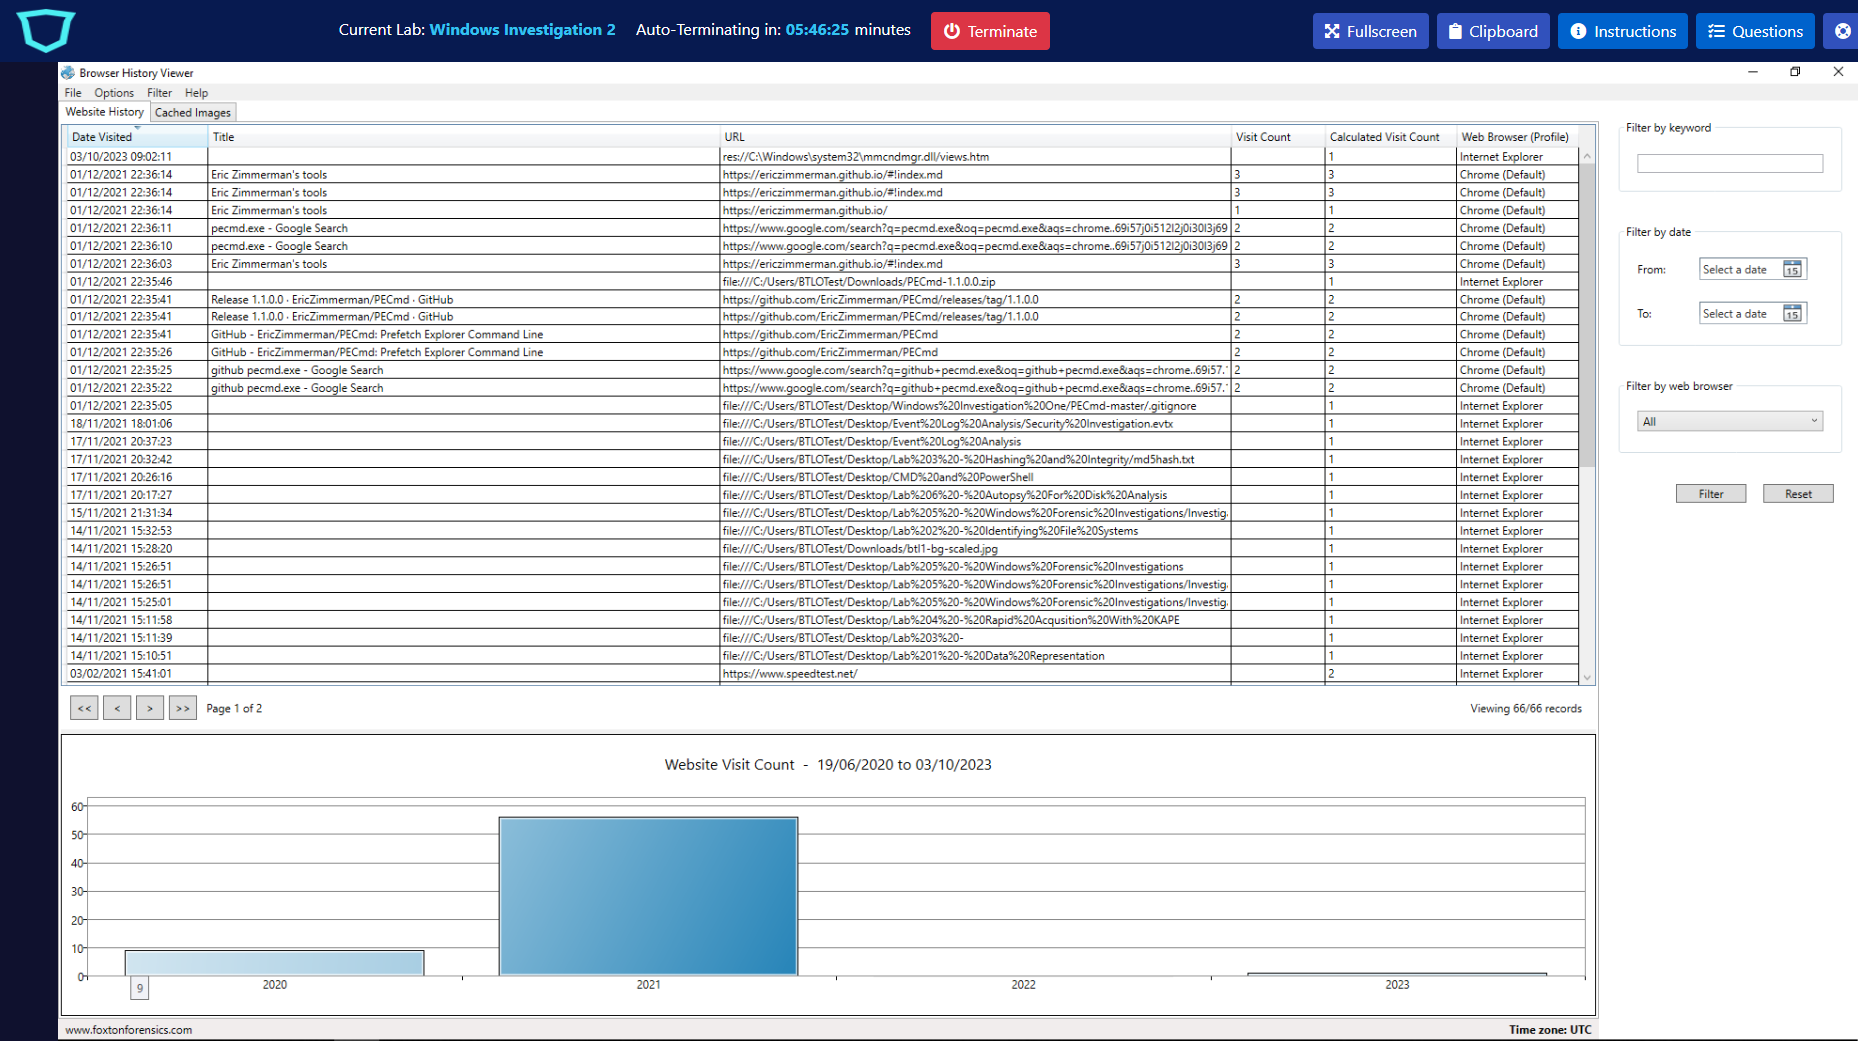 Current Lab: Windows Investigation 2 Auto-Terminating in: 05:46:25 minutes Terminate Fullscreen Clipboard Instructions Questions
Browser History Viewer
File Options Filter Help
Website History Cached Images
Date Visited Title URL Visit Count Calculated Visit Count Web Browser (Profile)
03/10/2023 09:02:11 res://C:\Windows\system32\mmcndmgr.dll/views.htm 1 Internet Explorer
01/12/2021 22:36:14 Eric Zimmerman's tools https://ericzimmerman.github.io/#!index.md 3 3 Chrome (Default)
01/12/2021 22:36:14 Eric Zimmerman's tools https://ericzimmerman.github.io/#!index.md 3 3 Chrome (Default)
01/12/2021 22:36:14 Eric Zimmerman's tools https://ericzimmerman.github.io/ 1 1 Chrome (Default)
01/12/2021 22:36:11 pecmd.exe - Google Search https://www.google.com/search?q=pecmd.exe&oq=pecmd.exe&aqs=chrome..69i57j0i512l2j0i30l3j69 2 2 Chrome (Default)
01/12/2021 22:36:10 pecmd.exe - Google Search https://www.google.com/search?q=pecmd.exe&oq=pecmd.exe&aqs=chrome..69i57j0i512l2j0i30l3j69 2 2 Chrome (Default)
01/12/2021 22:36:03 Eric Zimmerman's tools https://ericzimmerman.github.io/#!index.md 3 3 Chrome (Default)
01/12/2021 22:35:46 file:///C:/Users/BTLOTest/Downloads/PECmd-1.1.0.0.zip 1 Internet Explorer
01/12/2021 22:35:41 Release 1.1.0.0 · EricZimmerman/PECmd · GitHub https://github.com/EricZimmerman/PECmd/releases/tag/1.1.0.0 2 2 Chrome (Default)
01/12/2021 22:35:41 Release 1.1.0.0 · EricZimmerman/PECmd · GitHub https://github.com/EricZimmerman/PECmd/releases/tag/1.1.0.0 2 2 Chrome (Default)
01/12/2021 22:35:41 GitHub - EricZimmerman/PECmd: Prefetch Explorer Command Line https://github.com/EricZimmerman/PECmd 2 2 Chrome (Default)
01/12/2021 22:35:26 GitHub - EricZimmerman/PECmd: Prefetch Explorer Command Line https://github.com/EricZimmerman/PECmd 2 2 Chrome (Default)
01/12/2021 22:35:25 github pecmd.exe - Google Search https://www.google.com/search?q=github+pecmd.exe&oq=github+pecmd.exe&aqs=chrome..69i57. 2 2 Chrome (Default)
01/12/2021 22:35:22 github pecmd.exe - Google Search https://www.google.com/search?q=github+pecmd.exe&oq=github+pecmd.exe&aqs=chrome..69i57. 2 2 Chrome (Default)
01/12/2021 22:35:05 file:///C:/Users/BTLOTest/Desktop/Windows%20Investigation%20One/PECmd-master/.gitignore 1 Internet Explorer
18/11/2021 18:01:06 file:///C:/Users/BTLOTest/Desktop/Event%20Log%20Analysis/Security%20Investigation.evtx 1 Internet Explorer
17/11/2021 20:37:23 file:///C:/Users/BTLOTest/Desktop/Event%20Log%20Analysis 1 Internet Explorer
17/11/2021 20:32:42 file:///C:/Users/BTLOTest/Desktop/Lab%203%20-%20Hashing%20and%20Integrity/md5hash.txt 1 Internet Explorer
17/11/2021 20:26:16 file:///C:/Users/BTLOTest/Desktop/CMD%20and%20PowerShell 1 Internet Explorer
17/11/2021 20:17:27 file:///C:/Users/BTLOTest/Desktop/Lab%206%20-%20Autopsy%20For%20Disk%20Analysis 1 Internet Explorer
15/11/2021 21:31:34 file:///C:/Users/BTLOTest/Desktop/Lab%205%20-%20Windows%20Forensic%20Investigations/Investig 1 Internet Explorer
14/11/2021 15:32:53 file:///C:/Users/BTLOTest/Desktop/Lab%202%20-%20Identifying%20File%20Systems 1 Internet Explorer
14/11/2021 15:28:20 file:///C:/Users/BTLOTest/Downloads/btl1-bg-scaled.jpg 1 Internet Explorer
14/11/2021 15:26:51 file:///C:/Users/BTLOTest/Desktop/Lab%205%20-%20Windows%20Forensic%20Investigations 1 Internet Explorer
14/11/2021 15:26:51 file:///C:/Users/BTLOTest/Desktop/Lab%205%20-%20Windows%20Forensic%20Investigations/Investig 1 Internet Explorer
14/11/2021 15:25:01 file:///C:/Users/BTLOTest/Desktop/Lab%205%20-%20Windows%20Forensic%20Investigations/Investig 1 Internet Explorer
14/11/2021 15:11:58 file:///C:/Users/BTLOTest/Desktop/Lab%204%20-%20Rapid%20Acqusition%20With%20KAPE 1 Internet Explorer
14/11/2021 15:11:39 file:///C:/Users/BTLOTest/Desktop/Lab%203%20- 1 Internet Explorer
14/11/2021 15:10:51 file:///C:/Users/BTLOTest/Desktop/Lab%201%20-%20Data%20Representation 1 Internet Explorer
03/02/2021 15:41:01 https://www.speedtest.net/ 2 Internet Explorer
<< < > >> Page 1 of 2 Viewing 66/66 records
Filter by keyword
Filter by date
From: Select a date 15
To: Select a date 15
Filter by web browser
All
Filter Reset
Website Visit Count - 19/06/2020 to 03/10/2023
60
50
40
30
20
10
0
9
2020 2021 2022 2023
www.foxtonforensics.com Time zone: UTC